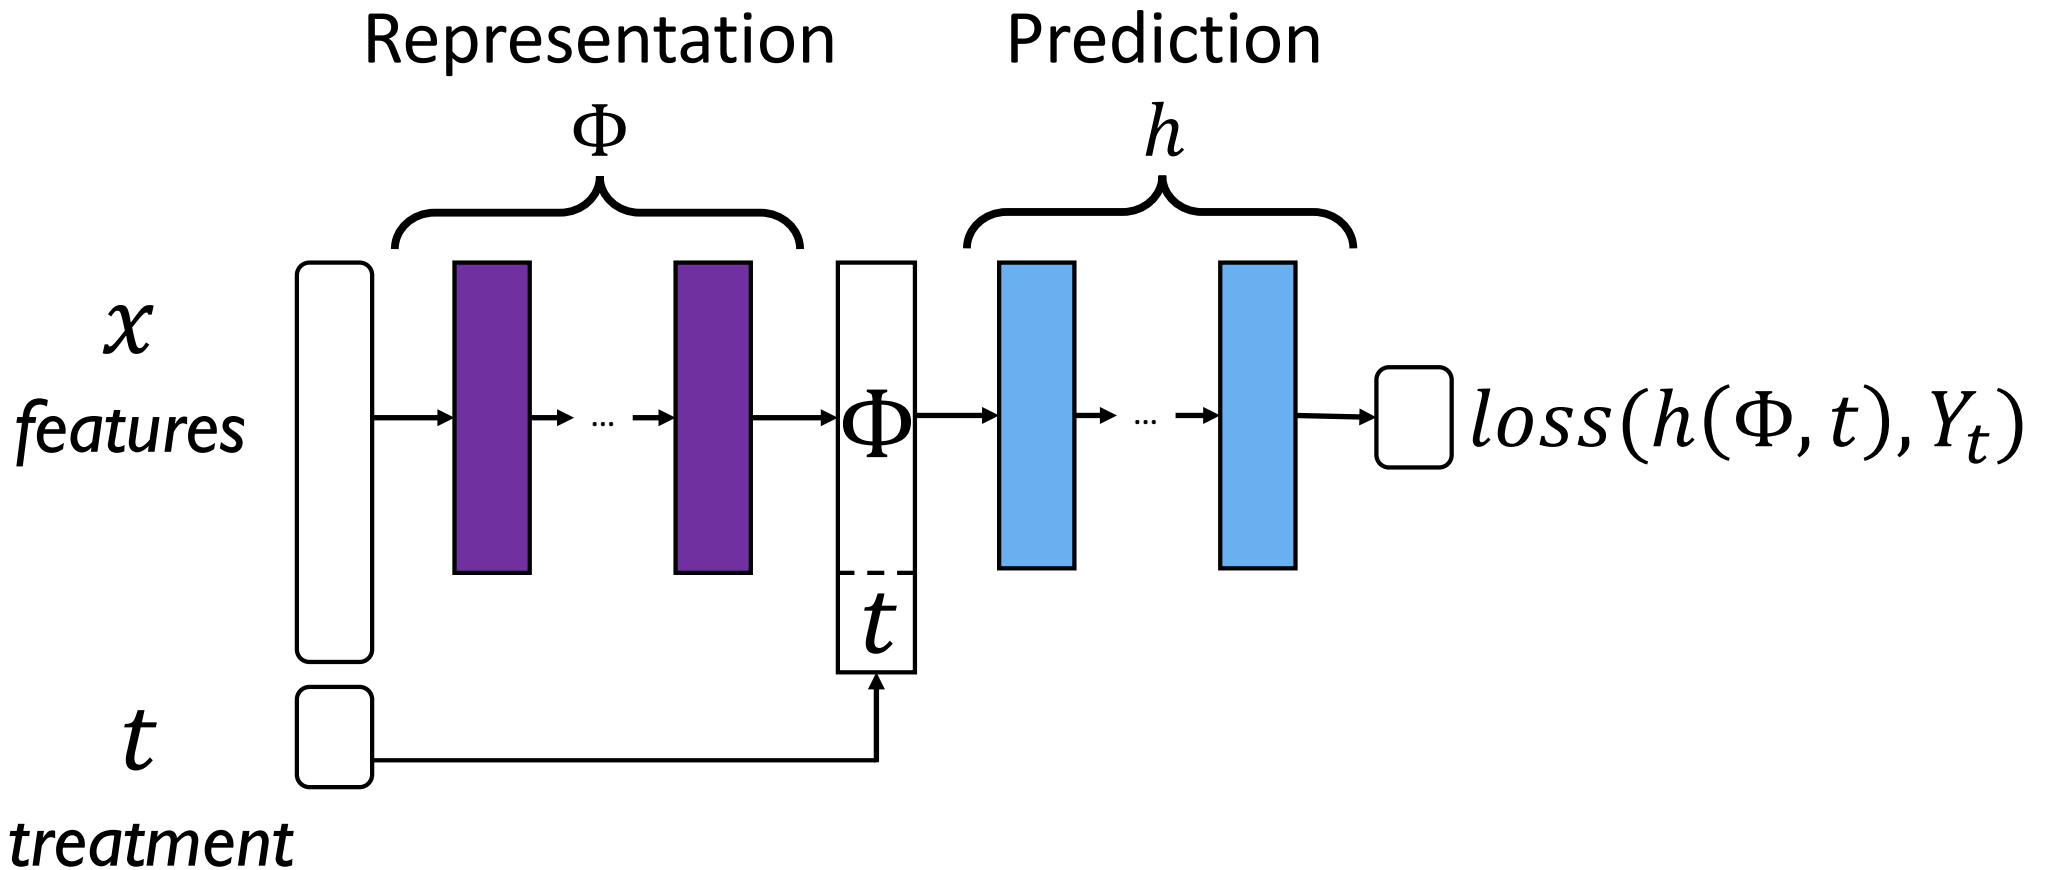 Representation
Prediction
Φ
h
x
features
...
Φ
...
loss(h(Φ, t), Y_t)
t
t
treatment